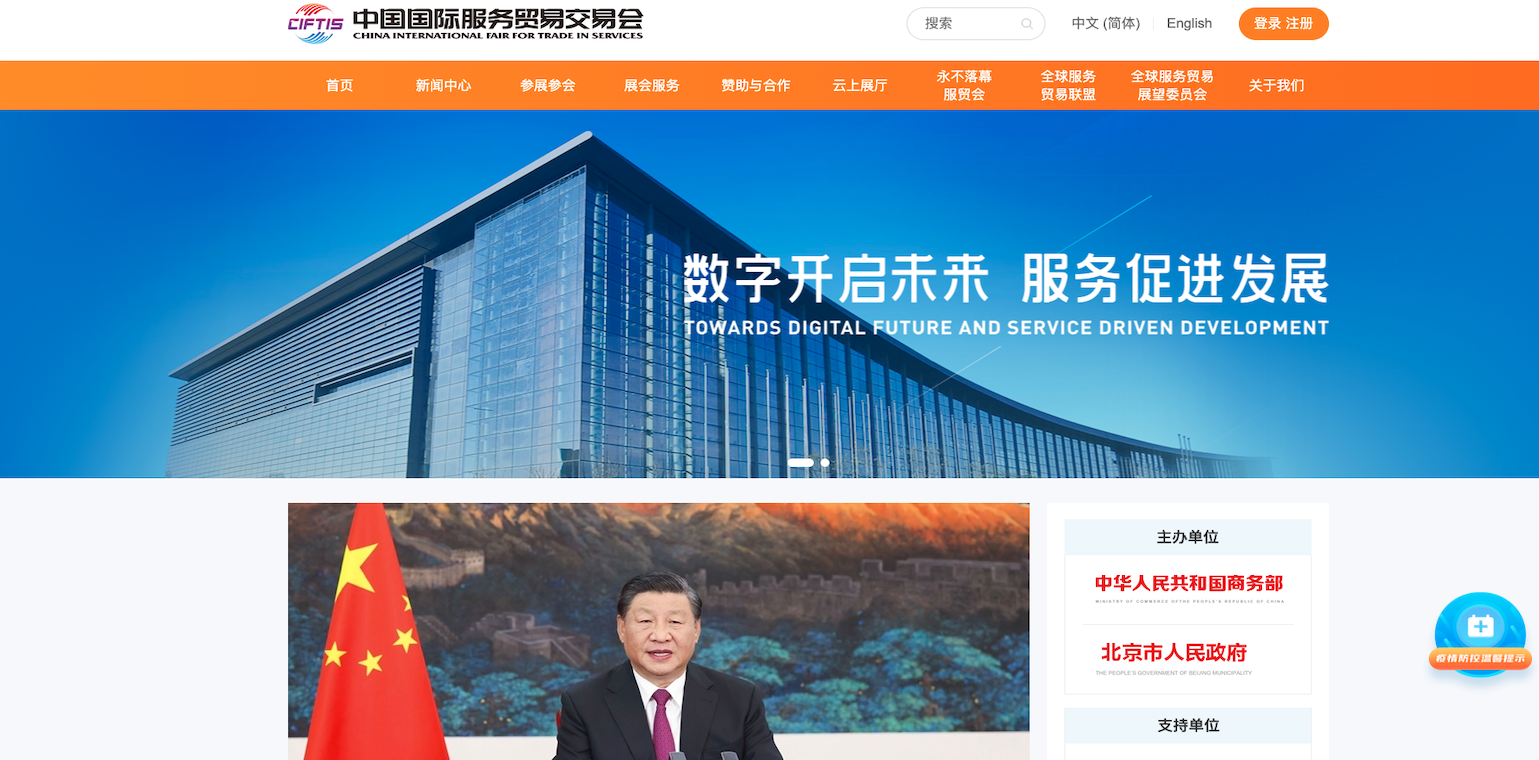 CIFTIS
中国国际服务贸易交易会
CHINA INTERNATIONAL FAIR FOR TRADE IN SERVICES
搜索
中文 (简体)
English
登录 注册
首页
新闻中心
参展参会
展会服务
赞助与合作
云上展厅
永不落幕
服贸会
全球服务
贸易联盟
全球服务贸易
展望委员会
关于我们
数字开启未来 服务促进发展
TOWARDS DIGITAL FUTURE AND SERVICE DRIVEN DEVELOPMENT
主办单位
中华人民共和国商务部
MINISTRY OF COMMERCE OFTHE PEOPLE'S REPUBLIC OF CHINA
北京市人民政府
THE PEOPLE'S GOVERNMENT OF BEIJING MUNICIPALITY
支持单位
疫情防控温馨提示